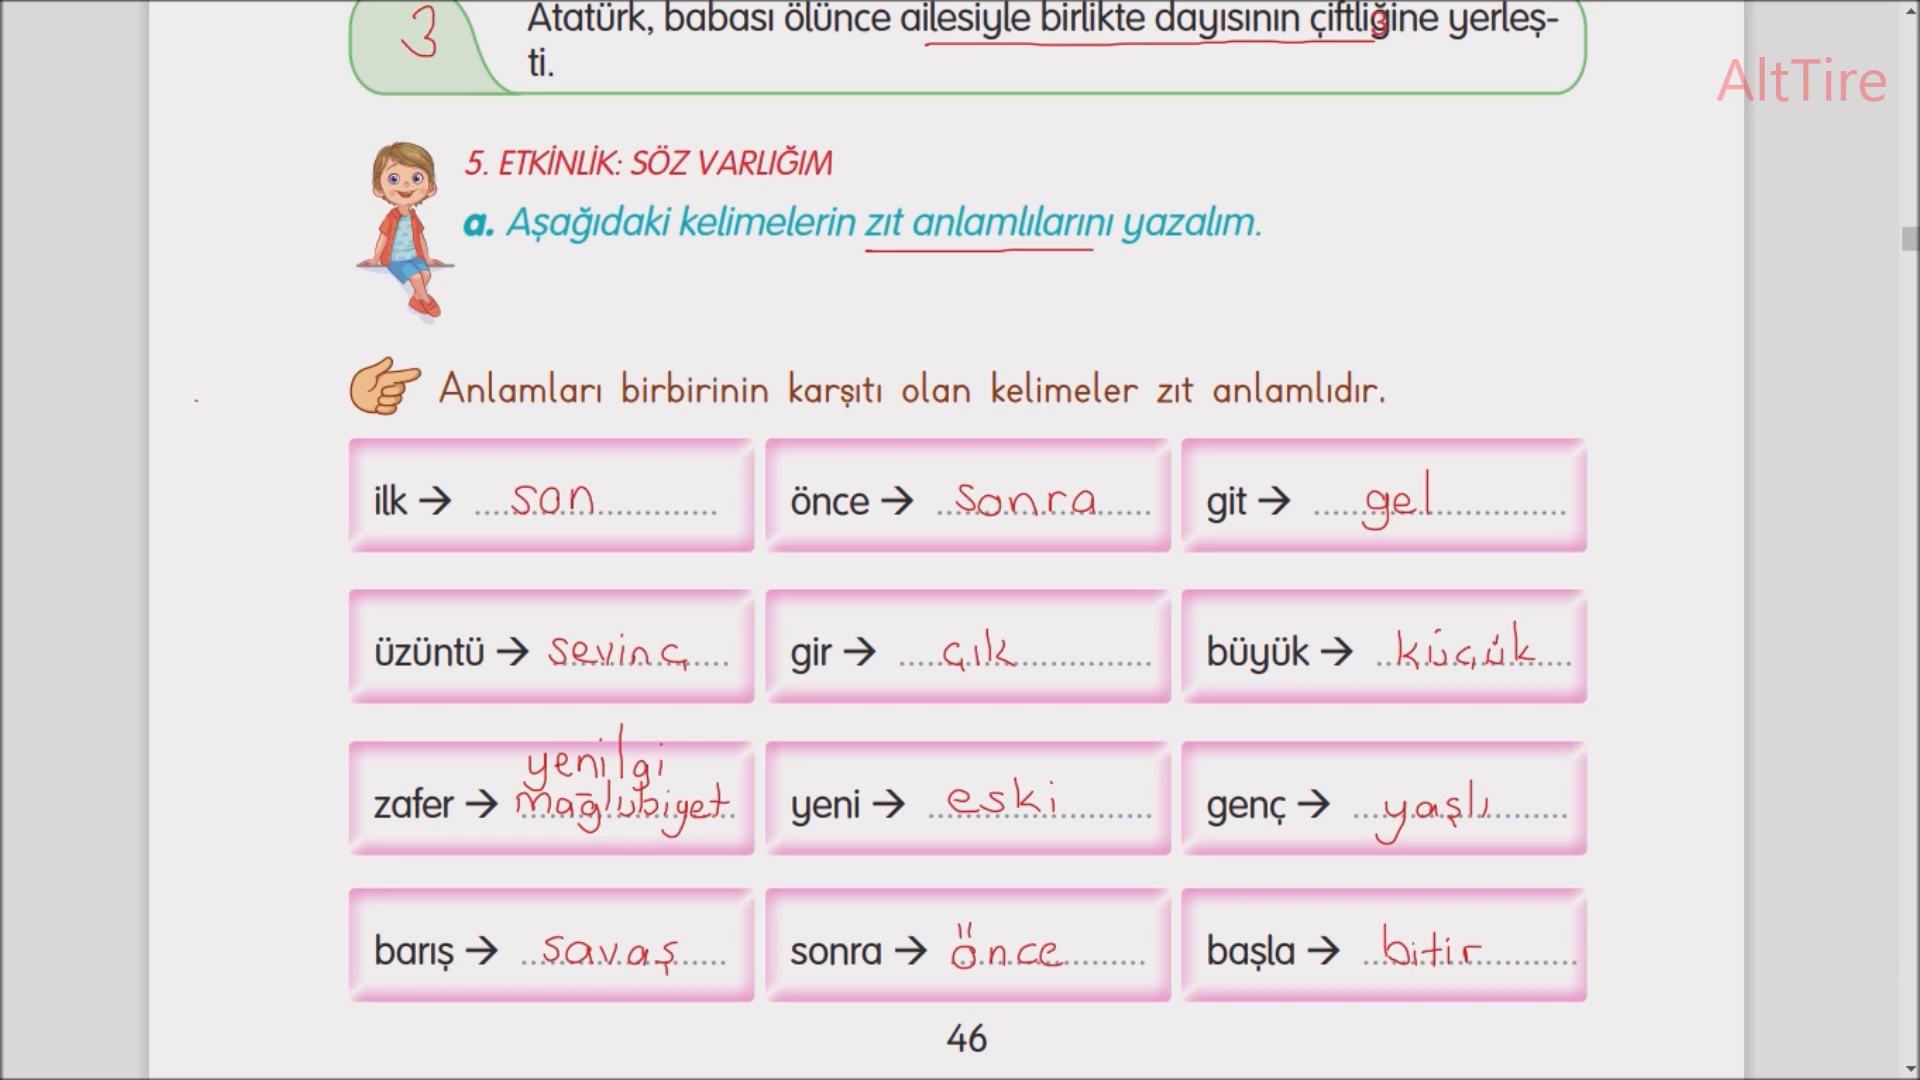 3
Atatürk, babası ölünce ailesiyle birlikte dayısının çiftliğine yerleş-
3
ti.
AltTire
5. ETKİNLİK: SÖZ VARLIĞIM
a. Aşağıdaki kelimelerin zıt anlamlılarını yazalım.
Anlamları birbirinin karşıtı olan kelimeler zıt anlamlıdır.
ilk → son
önce → sonra
git → gel
üzüntü → sevinç
gir → çık
büyük → küçük
yenilgi
zafer → mağlubiyet
yeni → eski
genç → yaşlı
barış → savaş
sonra → önce
başla → bitir
46